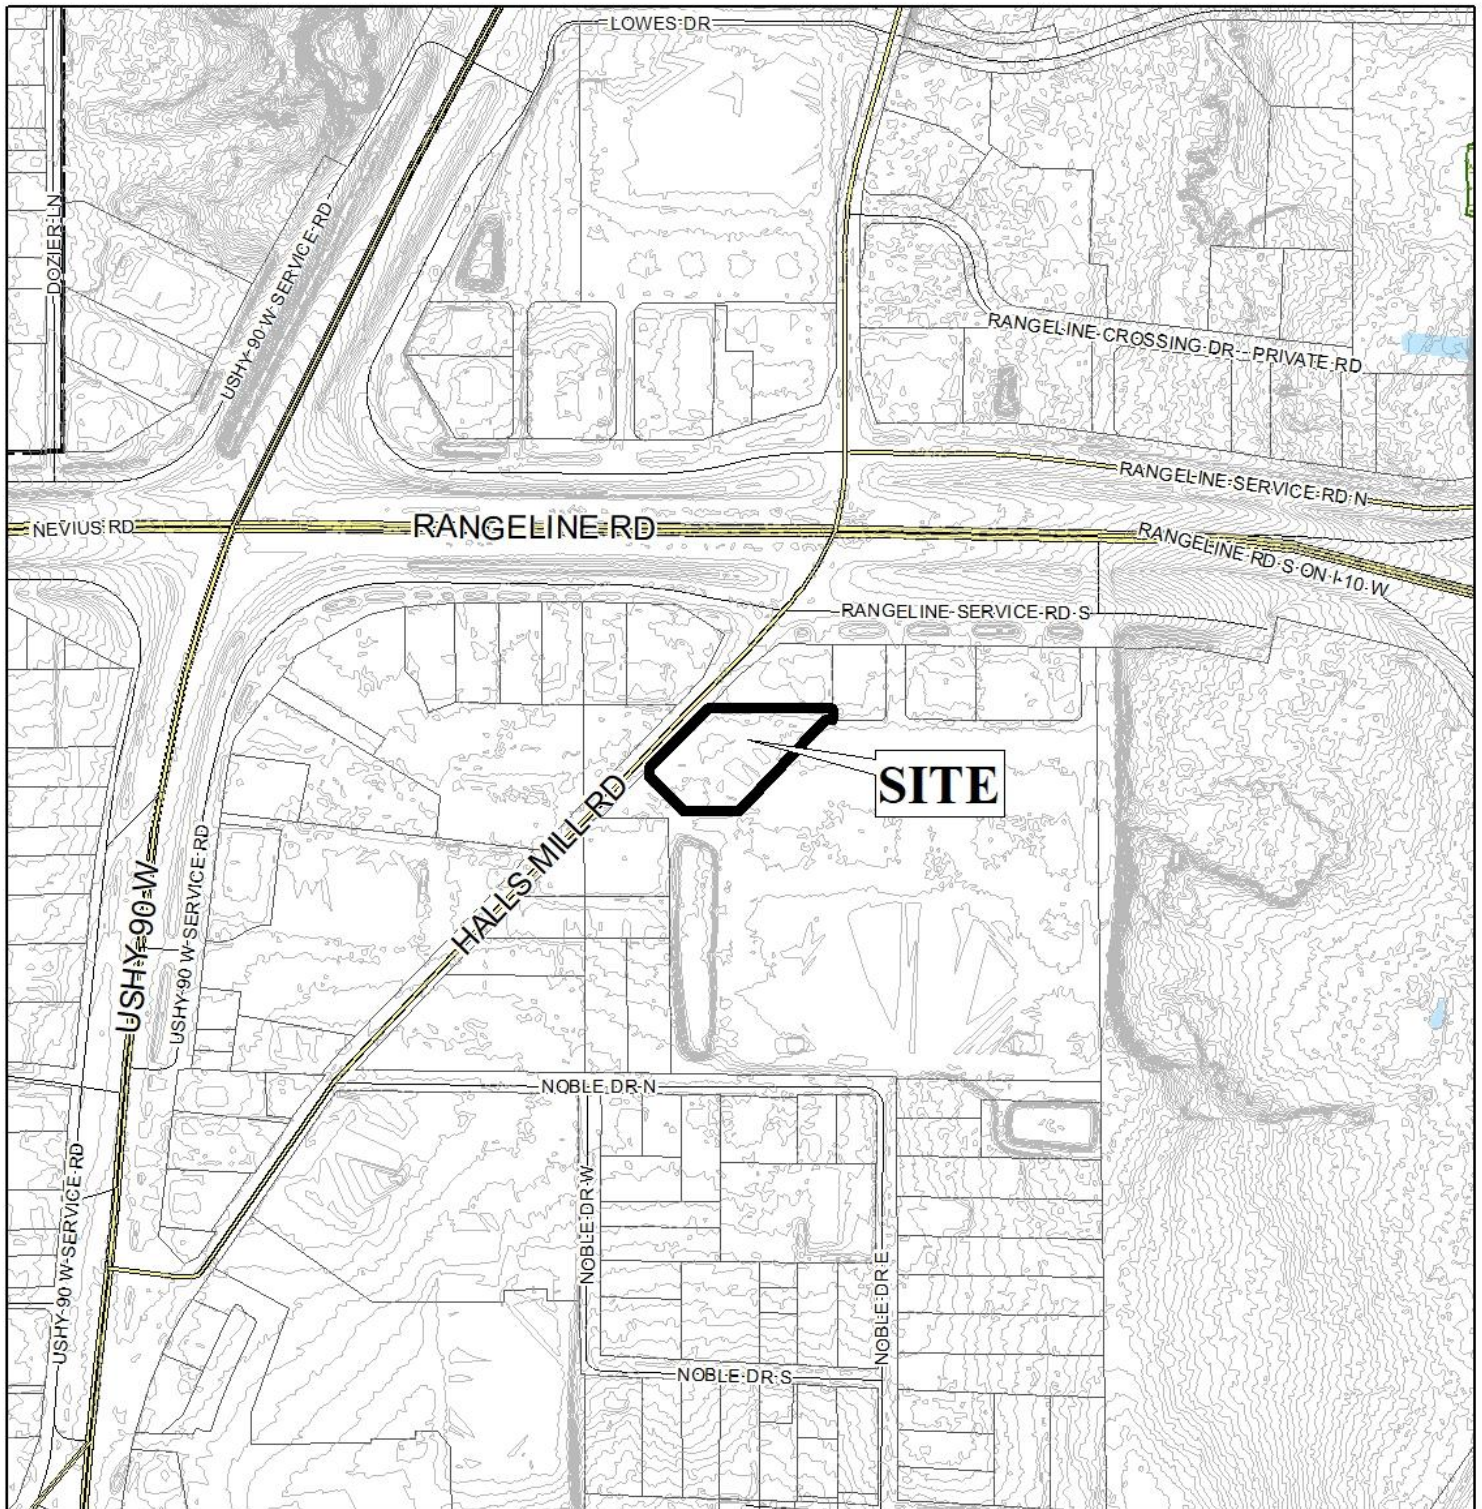 LOWES DR
DOZIER LN
USHY 90 W SERVICE RD
RANGELINE CROSSING DR - PRIVATE RD
RANGELINE SERVICE RD N
NEVIUS RD
RANGELINE RD
RANGELINE RD S ON I-10 W
RANGELINE SERVICE RD S
SITE
HALLS MILL RD
USHY 90 W
USHY 90 W SERVICE RD
NOBLE DR N
USHY 90 W SERVICE RD
NOBLE DR W
NOBLE DR E
NOBLE DR S